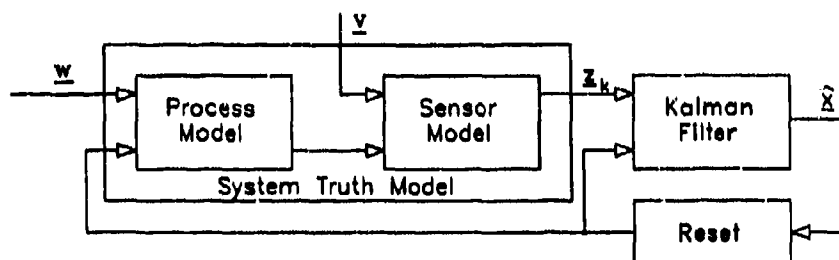 v
w
z_k
Process
Model
Sensor
Model
Kalman
Filter
x̂
System Truth Model
Reset